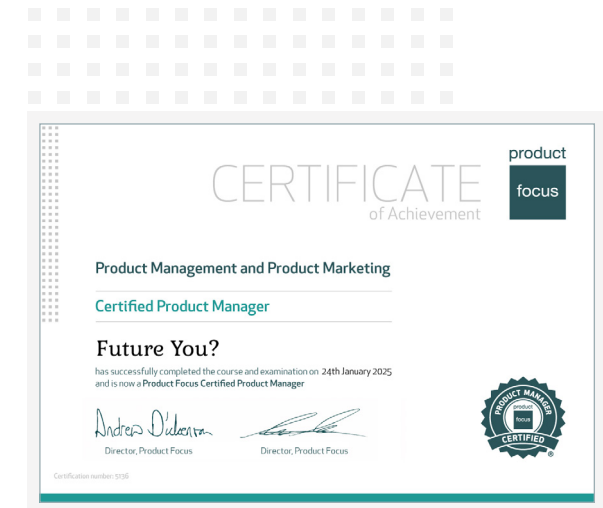 product
focus
CERTIFICATE
of Achievement
Product Management and Product Marketing
Certified Product Manager
Future You?
has successfully completed the course and examination on 24th January 2025
and is now a Product Focus Certified Product Manager
Director, Product Focus
Director, Product Focus
PRODUCT MANAGER
product
focus
CERTIFIED
®
Certification number: 5136